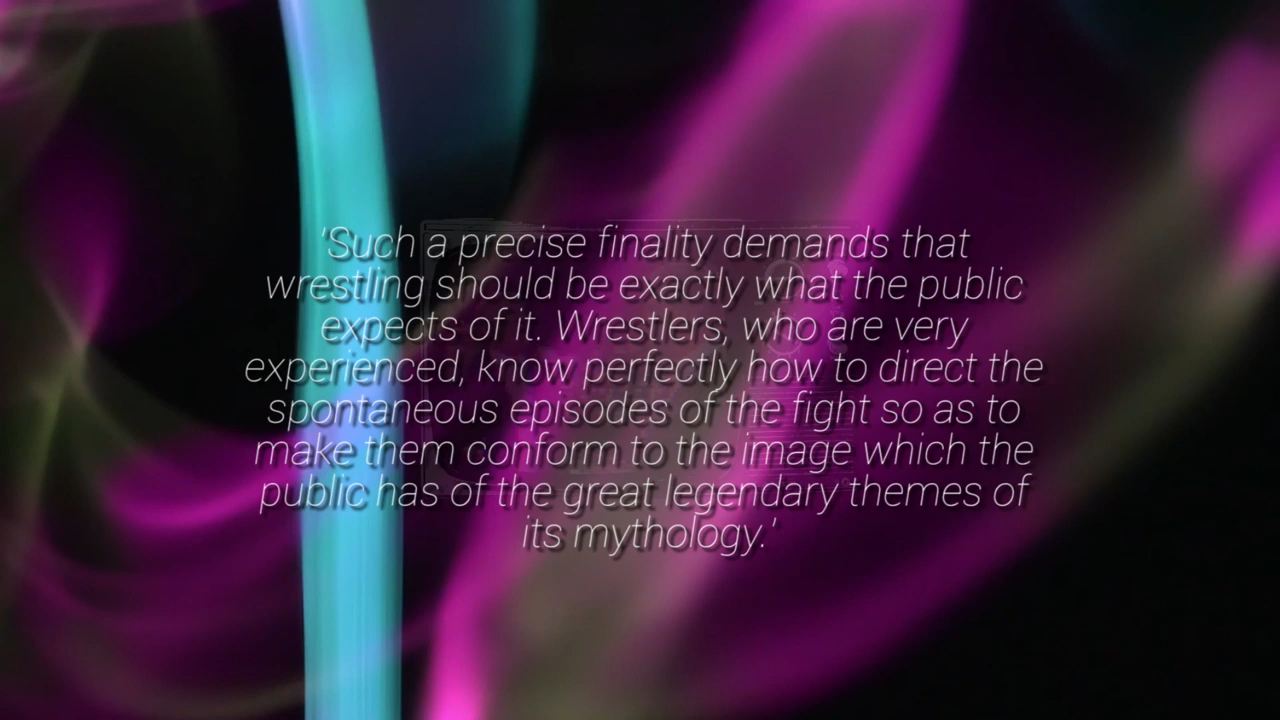 'Such a precise finality demands that
wrestling should be exactly what the public
expects of it. Wrestlers, who are very
experienced, know perfectly how to direct the
spontaneous episodes of the fight so as to
make them conform to the image which the
public has of the great legendary themes of
its mythology.'